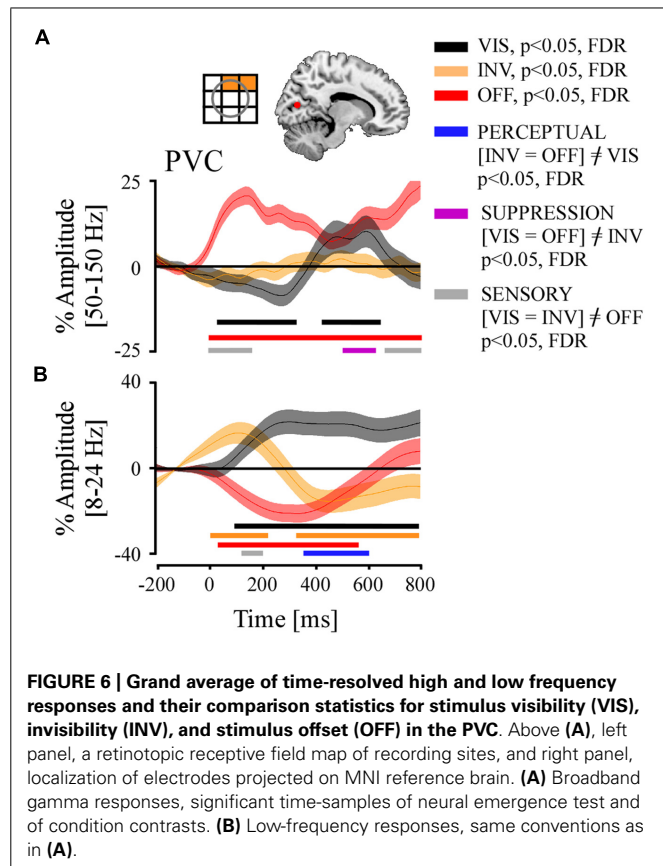 A
VIS, p<0.05, FDR
INV, p<0.05, FDR
OFF, p<0.05, FDR
PERCEPTUAL
[INV = OFF] ≠ VIS
p<0.05, FDR
SUPPRESSION
[VIS = OFF] ≠ INV
p<0.05, FDR
SENSORY
[VIS = INV] ≠ OFF
p<0.05, FDR
PVC
% Amplitude
[50-150 Hz]
25
0
-25
B
% Amplitude
[8-24 Hz]
40
0
-40
-200 0 200 400 600 800
Time [ms]
FIGURE 6 | Grand average of time-resolved high and low frequency
responses and their comparison statistics for stimulus visibility (VIS),
invisibility (INV), and stimulus offset (OFF) in the PVC. Above (A), left
panel, a retinotopic receptive field map of recording sites, and right panel,
localization of electrodes projected on MNI reference brain. (A) Broadband
gamma responses, significant time-samples of neural emergence test and
of condition contrasts. (B) Low-frequency responses, same conventions as
in (A).